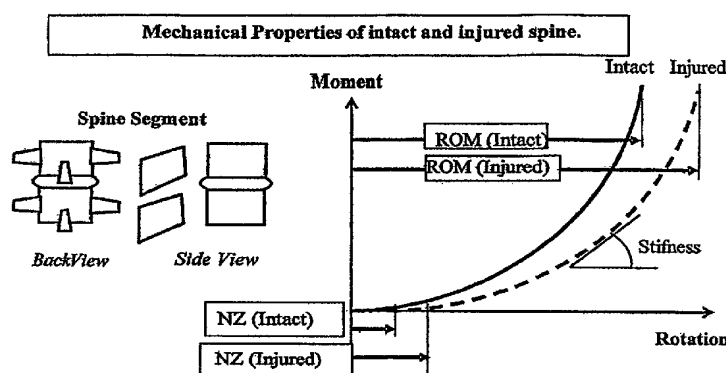 Mechanical Properties of intact and injured spine.
Intact Injured
Moment
Spine Segment
ROM (Intact)
ROM (Injured)
Stifness
BackView Side View
NZ (Intact)
Rotation
NZ (Injured)